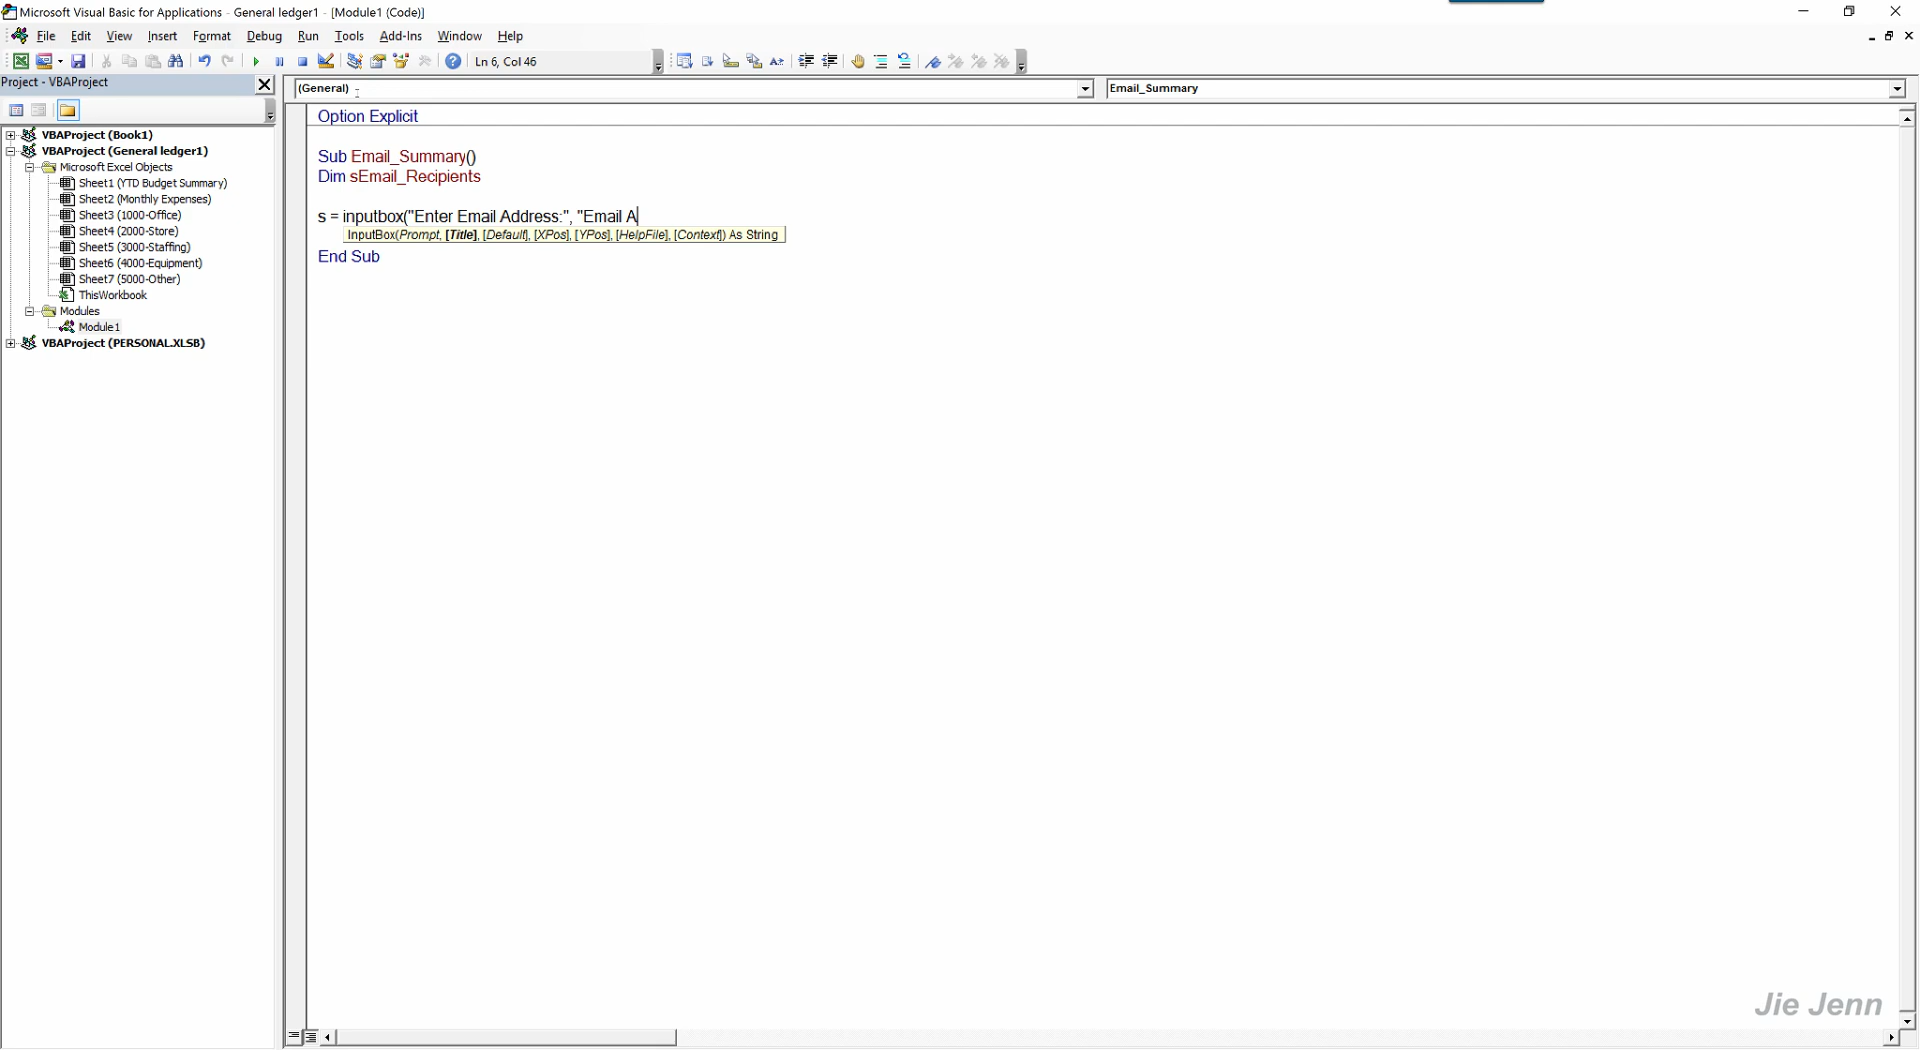 Microsoft Visual Basic for Applications - General ledger1 - [Module1 (Code)]
File Edit View Insert Format Debug Run Tools Add-Ins Window Help
Ln 6, Col 46
Project - VBAProject
(General)
Email_Summary
VBAProject (Book1)
VBAProject (General ledger1)
Microsoft Excel Objects
Sheet1 (YTD Budget Summary)
Sheet2 (Monthly Expenses)
Sheet3 (1000-Office)
Sheet4 (2000-Store)
Sheet5 (3000-Staffing)
Sheet6 (4000-Equipment)
Sheet7 (5000-Other)
ThisWorkbook
Modules
Module1
VBAProject (PERSONAL.XLSB)
Option Explicit
Sub Email_Summary()
Dim sEmail_Recipients
s = inputbox("Enter Email Address:", "Email A
InputBox(Prompt, [Title], [Default], [XPos], [YPos], [HelpFile], [Context]) As String
End Sub
Jie Jenn